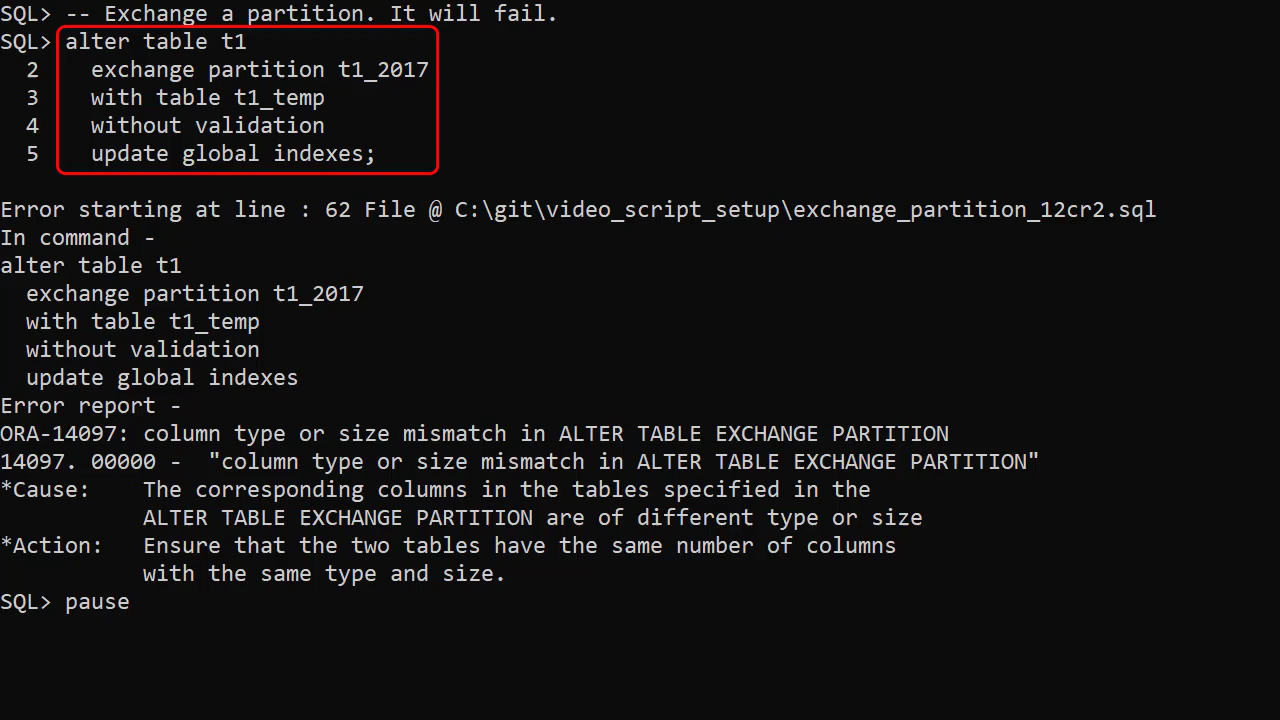 SQL> -- Exchange a partition. It will fail.
SQL> alter table t1
  2   exchange partition t1_2017
  3   with table t1_temp
  4   without validation
  5   update global indexes;
Error starting at line : 62 File @ C:\git\video_script_setup\exchange_partition_12cr2.sql
In command -
alter table t1
  exchange partition t1_2017
  with table t1_temp
  without validation
  update global indexes
Error report -
ORA-14097: column type or size mismatch in ALTER TABLE EXCHANGE PARTITION
14097. 00000 -  "column type or size mismatch in ALTER TABLE EXCHANGE PARTITION"
*Cause:    The corresponding columns in the tables specified in the
           ALTER TABLE EXCHANGE PARTITION are of different type or size
*Action:   Ensure that the two tables have the same number of columns
           with the same type and size.
SQL> pause